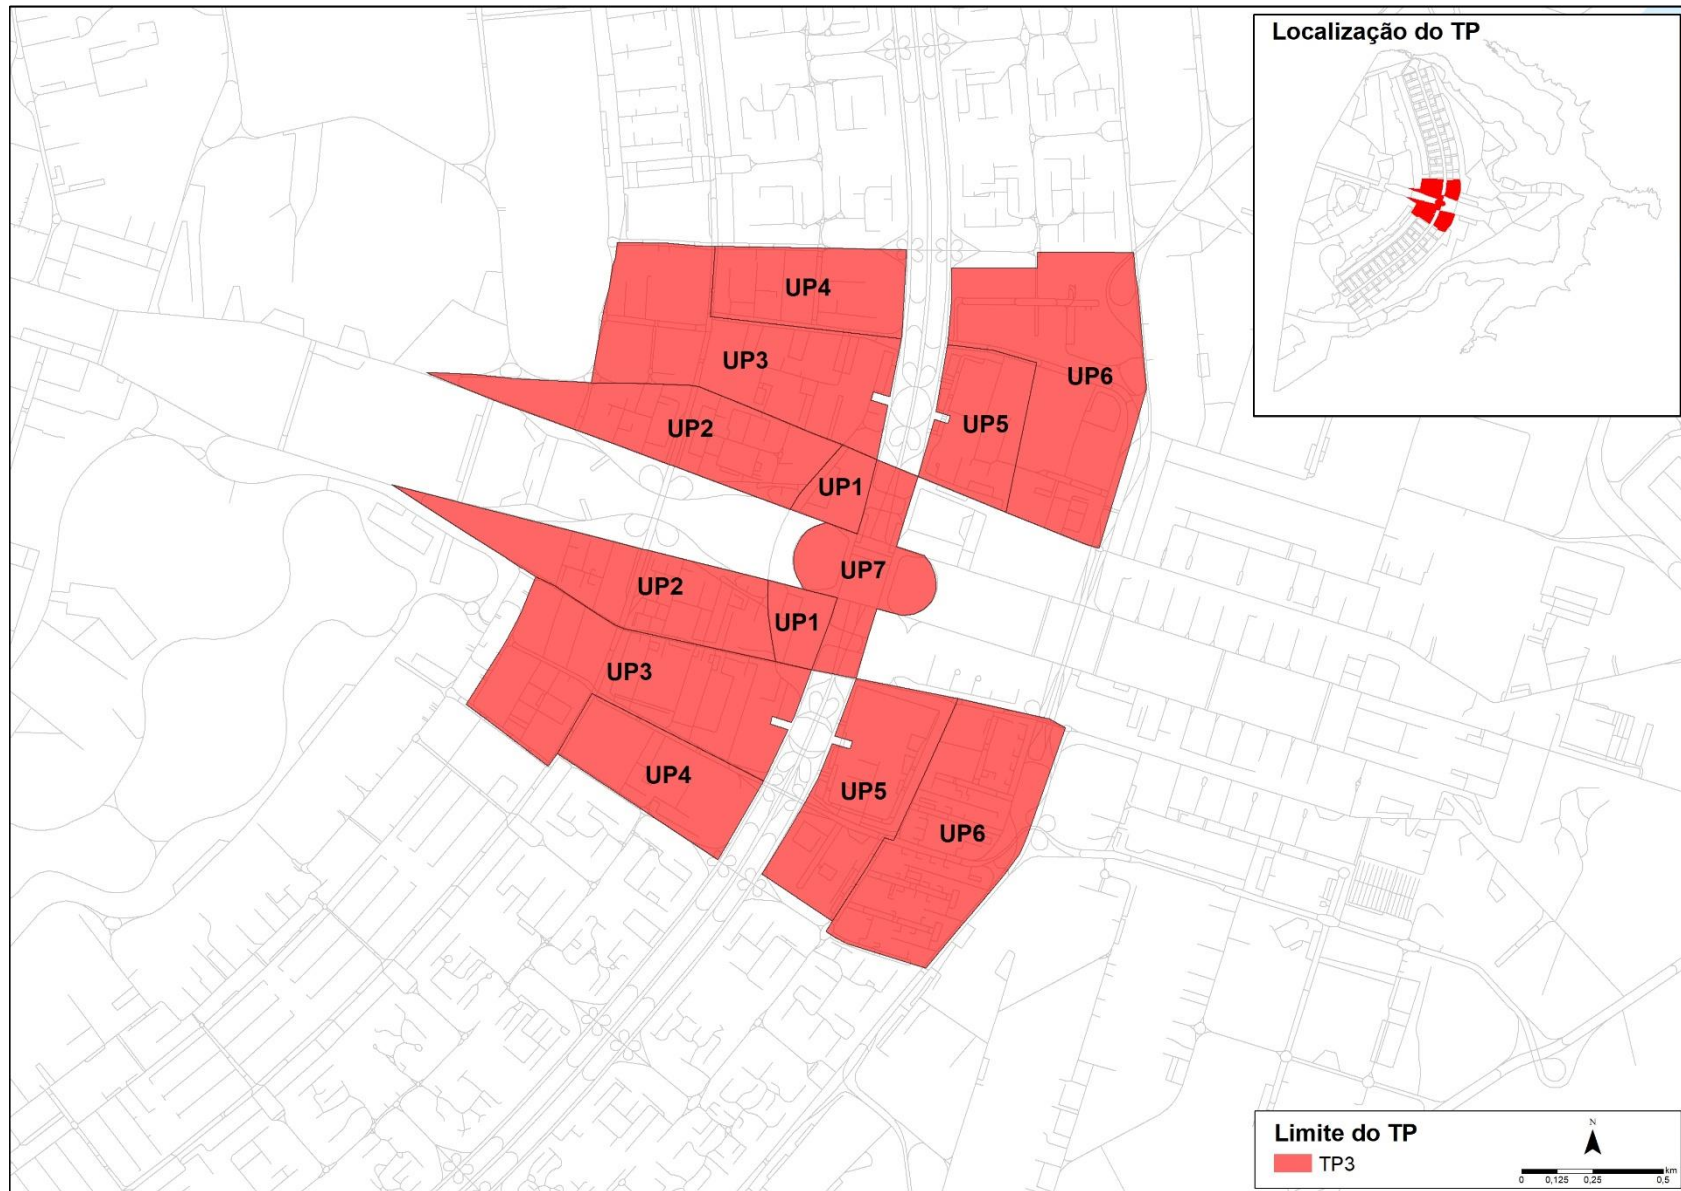 Localização do TP
UP4
UP3
UP6
UP5
UP2
UP1
UP7
UP2
UP1
UP3
UP4
UP5
UP6
Limite do TP
TP3
N
km
0 0,125 0,25 0,5